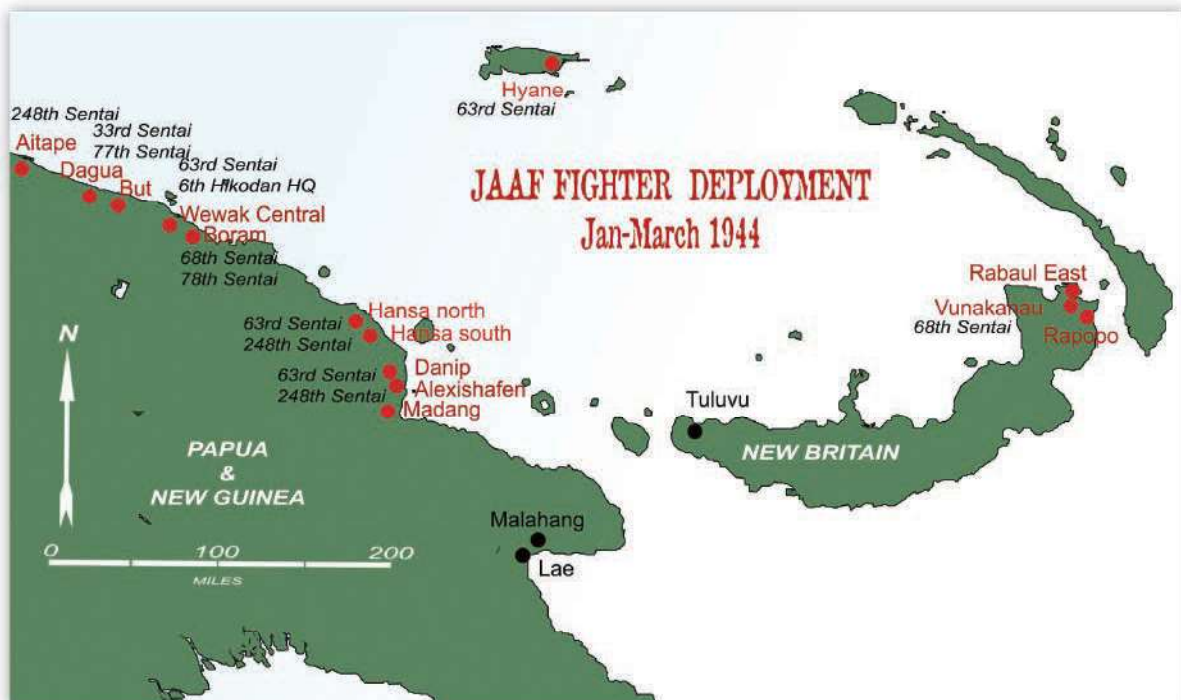 248th Sentai
Aitape
33rd Sentai
77th Sentai
Dagua
But
63rd Sentai
6th Hikodan HQ
Wewak Central
Boram
68th Sentai
78th Sentai
Hyane
63rd Sentai
JAAF FIGHTER DEPLOYMENT
Jan-March 1944
Rabaul East
Vunakanau
68th Sentai
Rapopo
Hansa north
63rd Sentai
Hansa south
248th Sentai
Danip
63rd Sentai
Alexishafen
248th Sentai
Madang
Tuluvu
NEW BRITAIN
N
PAPUA
&
NEW GUINEA
Malahang
Lae
0 100 200
MILES